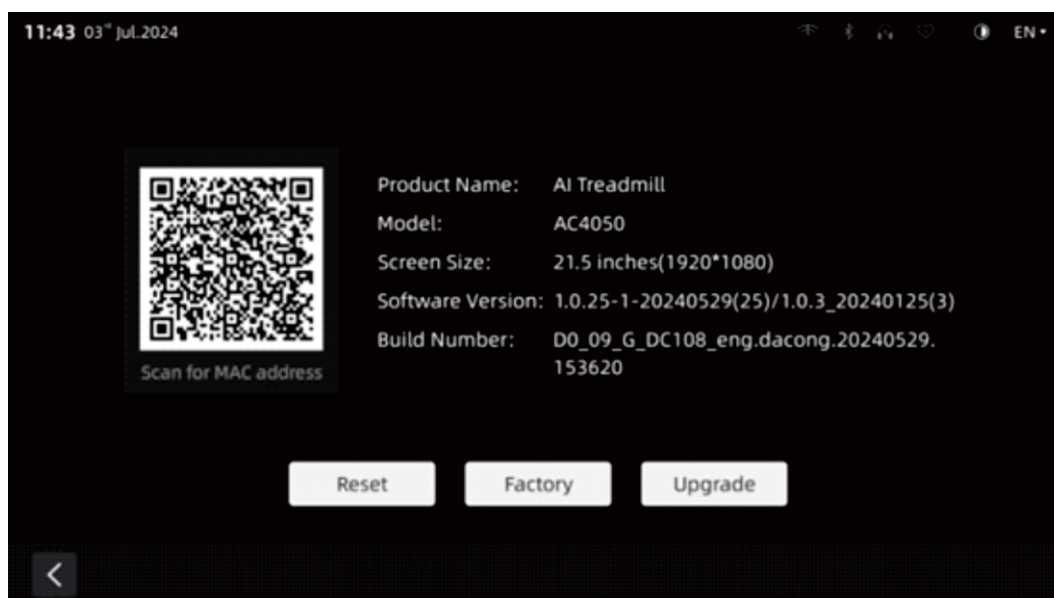 11:43 03rd Jul.2024
EN
Product Name: AI Treadmill
Model: AC4050
Screen Size: 21.5 inches(1920*1080)
Software Version: 1.0.25-1-20240529(25)/1.0.3_20240125(3)
Build Number: D0_09_G_DC108_eng.dacong.20240529.
153620
Scan for MAC address
Reset
Factory
Upgrade